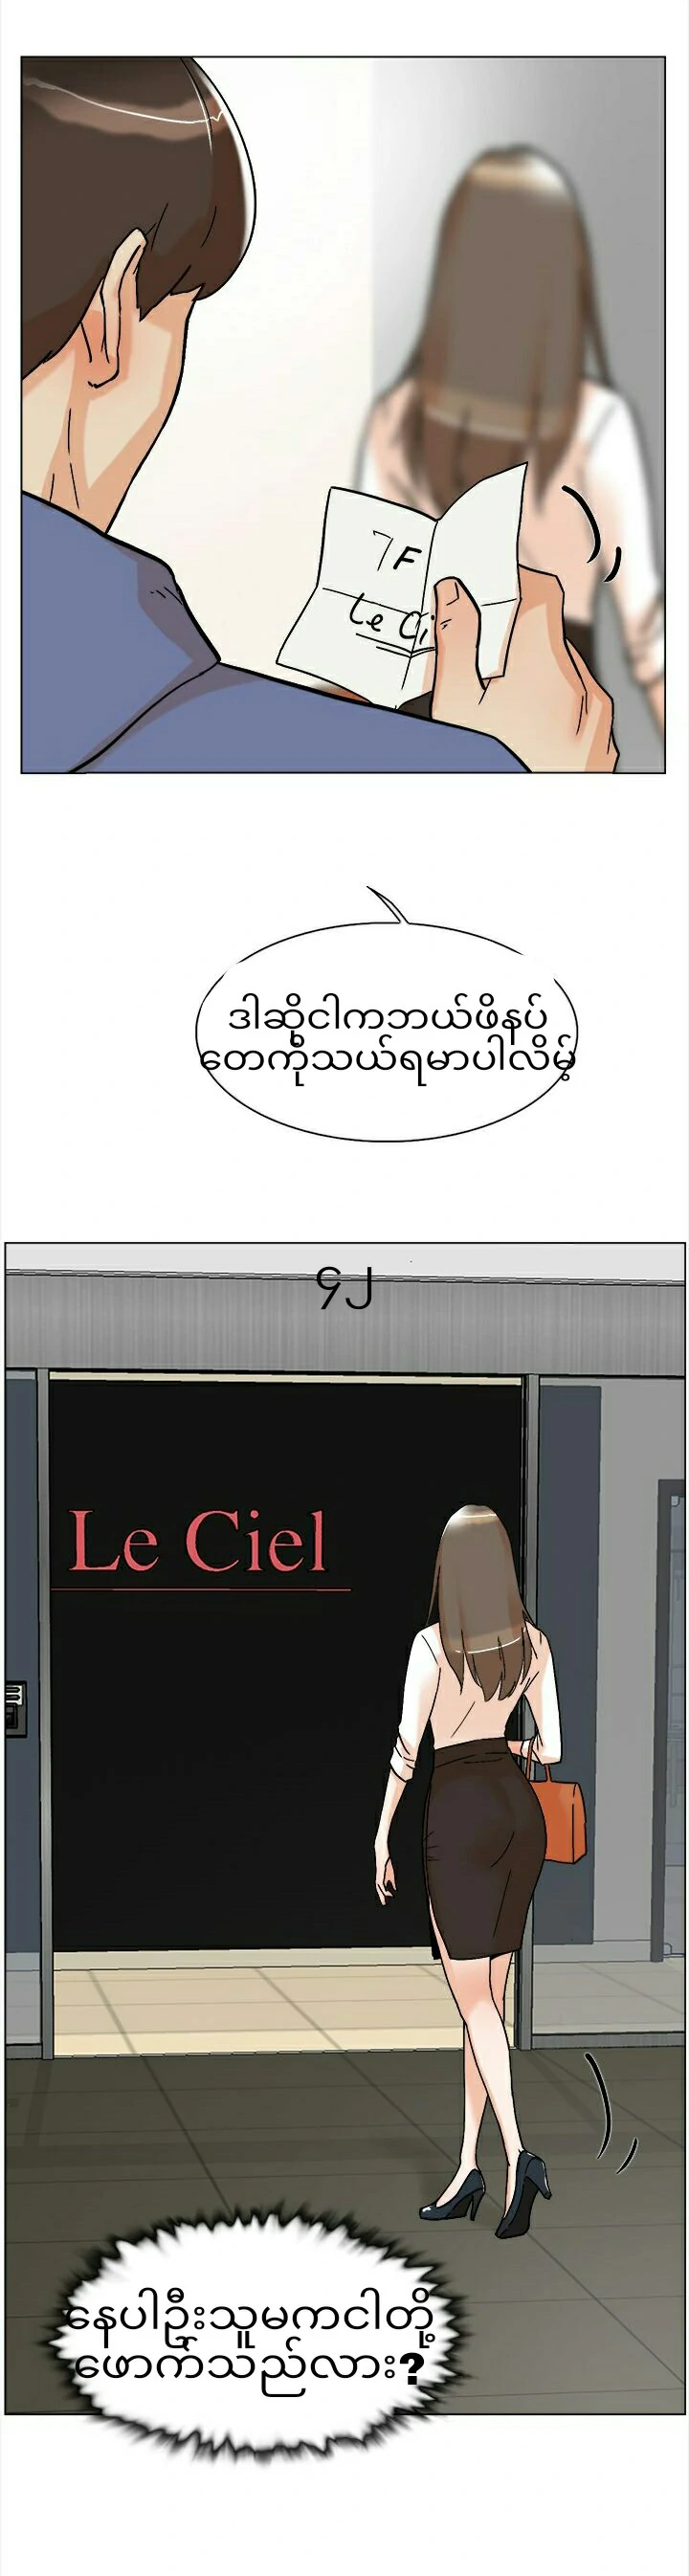 7F
Le Ci
ဒါဆိုငါကဘယ်ဖိနပ်
တေကိုသယ်ရမာပါလိမ့်
၄၂
Le Ciel
နေပါဦးသူမကငါတို့
ဖောက်သည်လား?